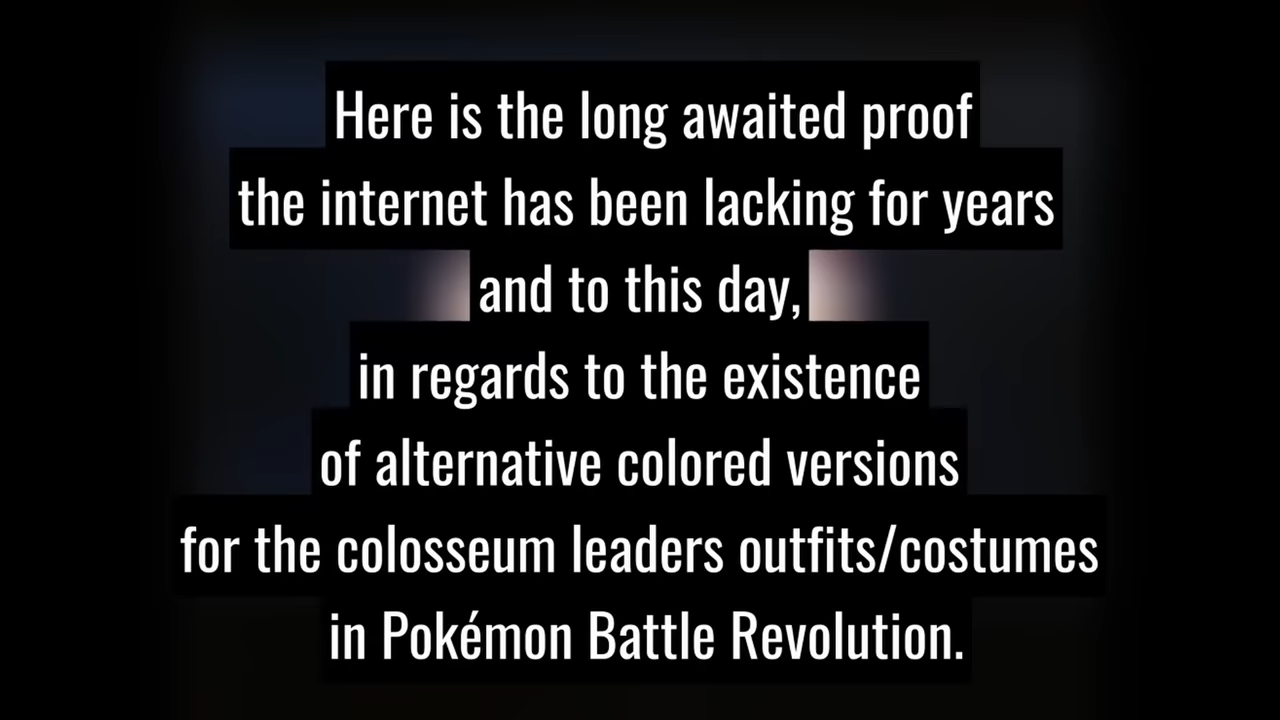 Here is the long awaited proof
the internet has been lacking for years
and to this day,
in regards to the existence
of alternative colored versions
for the colosseum leaders outfits/costumes
in Pokémon Battle Revolution.